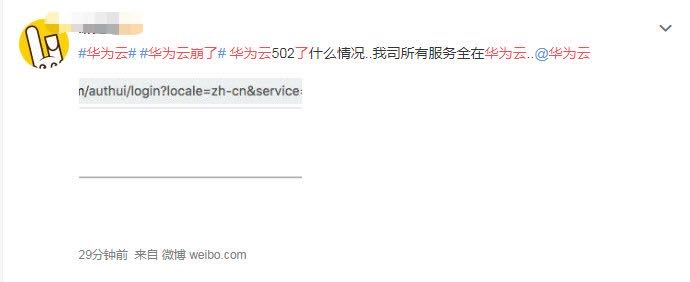 #华为云# #华为云崩了# 华为云502了什么情况..我司所有服务全在华为云..@华为云
n/authui/login?locale=zh-cn&service=
29分钟前 来自 微博 weibo.com